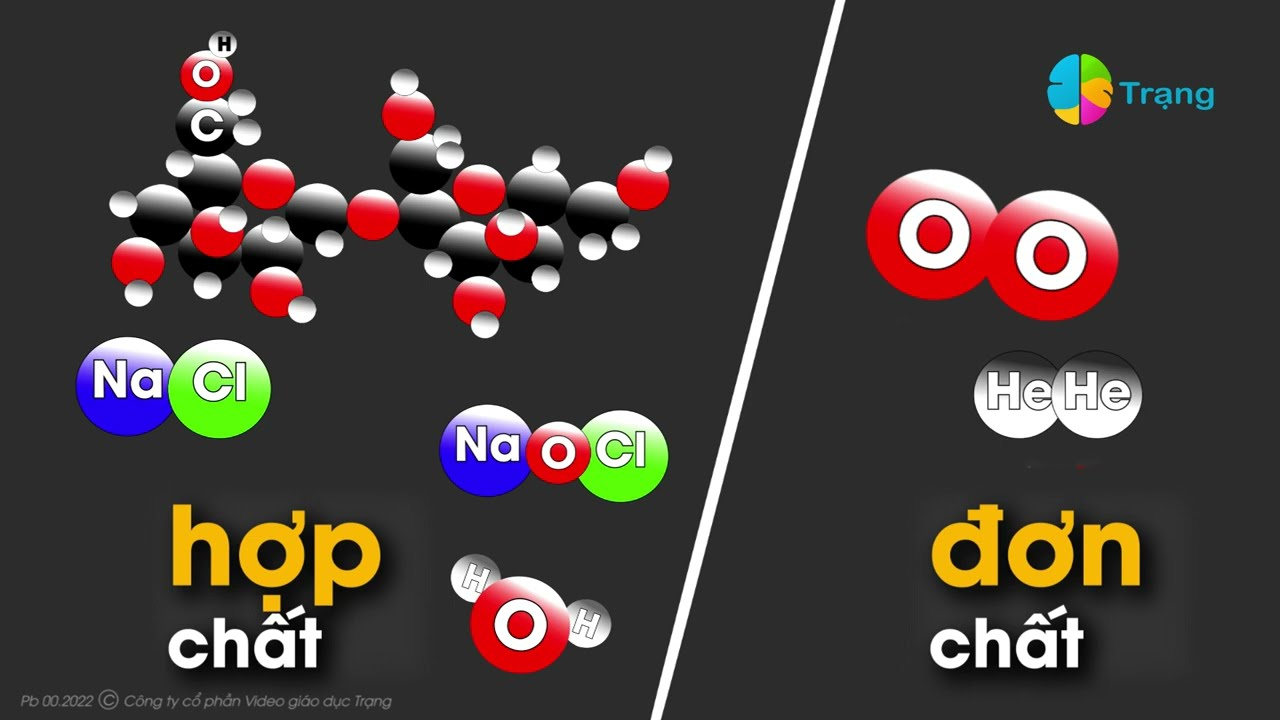 H
O
C
Trạng
O O
Na Cl
He He
Na O Cl
hợp
chất
đơn
chất
H
O
H
Pb 00.2022 © Công ty cổ phần Video giáo dục Trạng